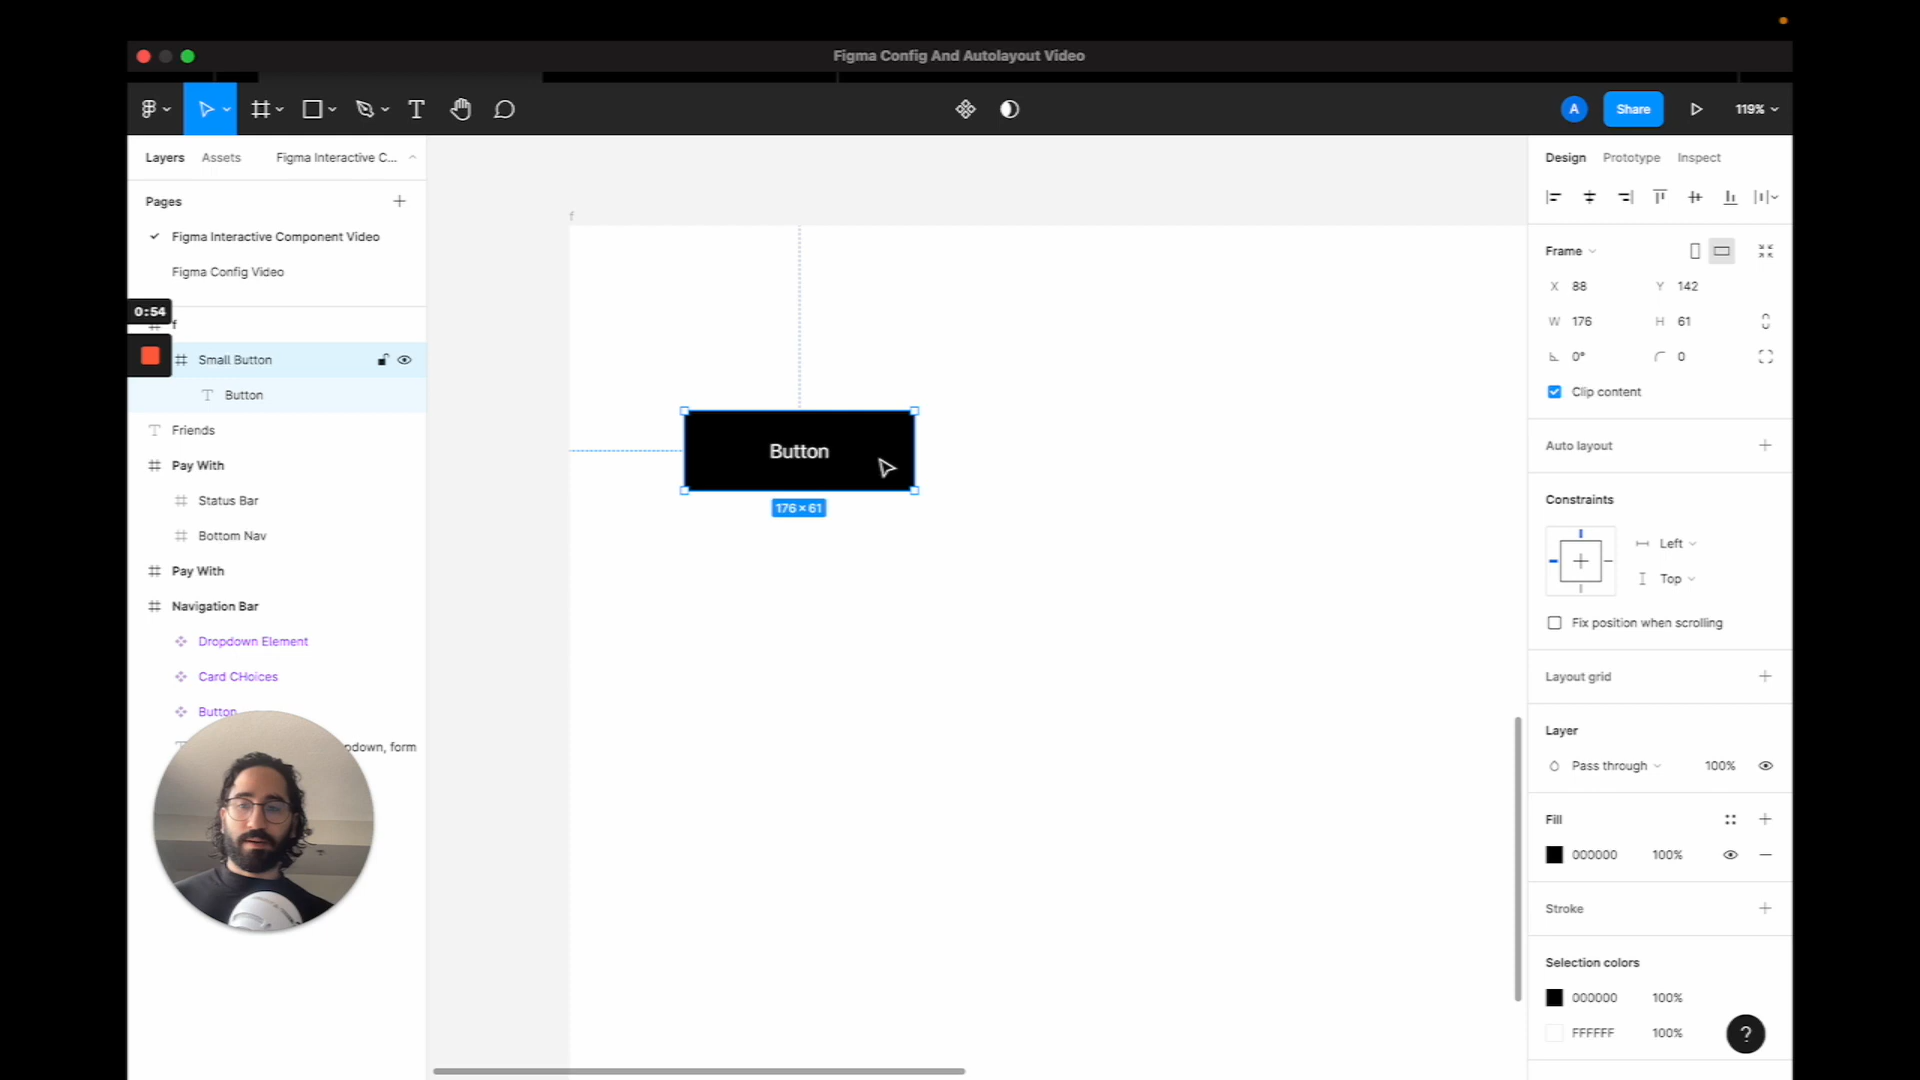 Figma Config And Autolayout Video
A
Share
119%
Layers
Assets
Figma Interactive C...
Pages
Figma Interactive Component Video
Figma Config Video
0:54
f
Small Button
Button
Friends
Pay With
Status Bar
Bottom Nav
Pay With
Navigation Bar
Dropdown Element
Card CHoices
Button
pdown, form
f
Button
176 × 61
Design
Prototype
Inspect
Frame
X 88
Y 142
W 176
H 61
0°
0
Clip content
Auto layout
Constraints
Left
Top
Fix position when scrolling
Layout grid
Layer
Pass through
100%
Fill
000000
100%
Stroke
Selection colors
000000
100%
FFFFFF
100%
?